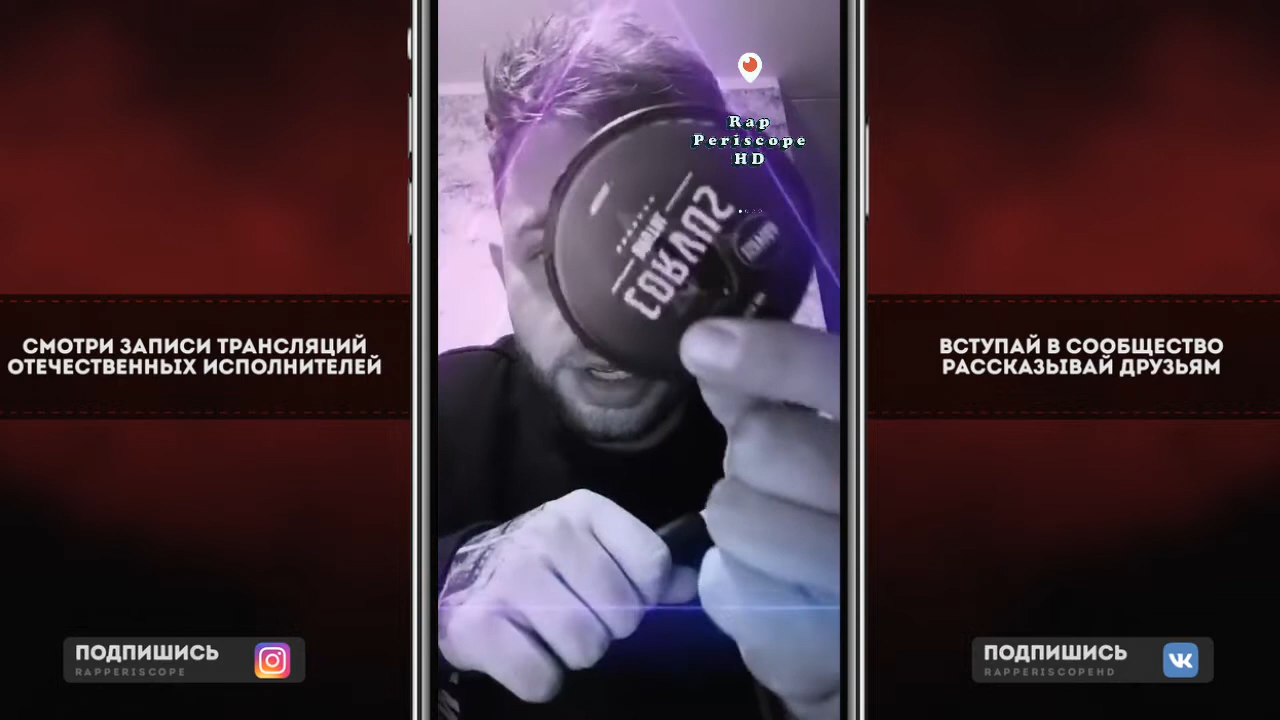 Rap
Periscope
HD
CORVUS
СМОТРИ ЗАПИСИ ТРАНСЛЯЦИЙ
ОТЕЧЕСТВЕННЫХ ИСПОЛНИТЕЛЕЙ
ВСТУПАЙ В СООБЩЕСТВО
РАССКАЗЫВАЙ ДРУЗЬЯМ
ПОДПИШИСЬ
RAPPERISCOPE
ПОДПИШИСЬ
RAPPERISCOPEHD